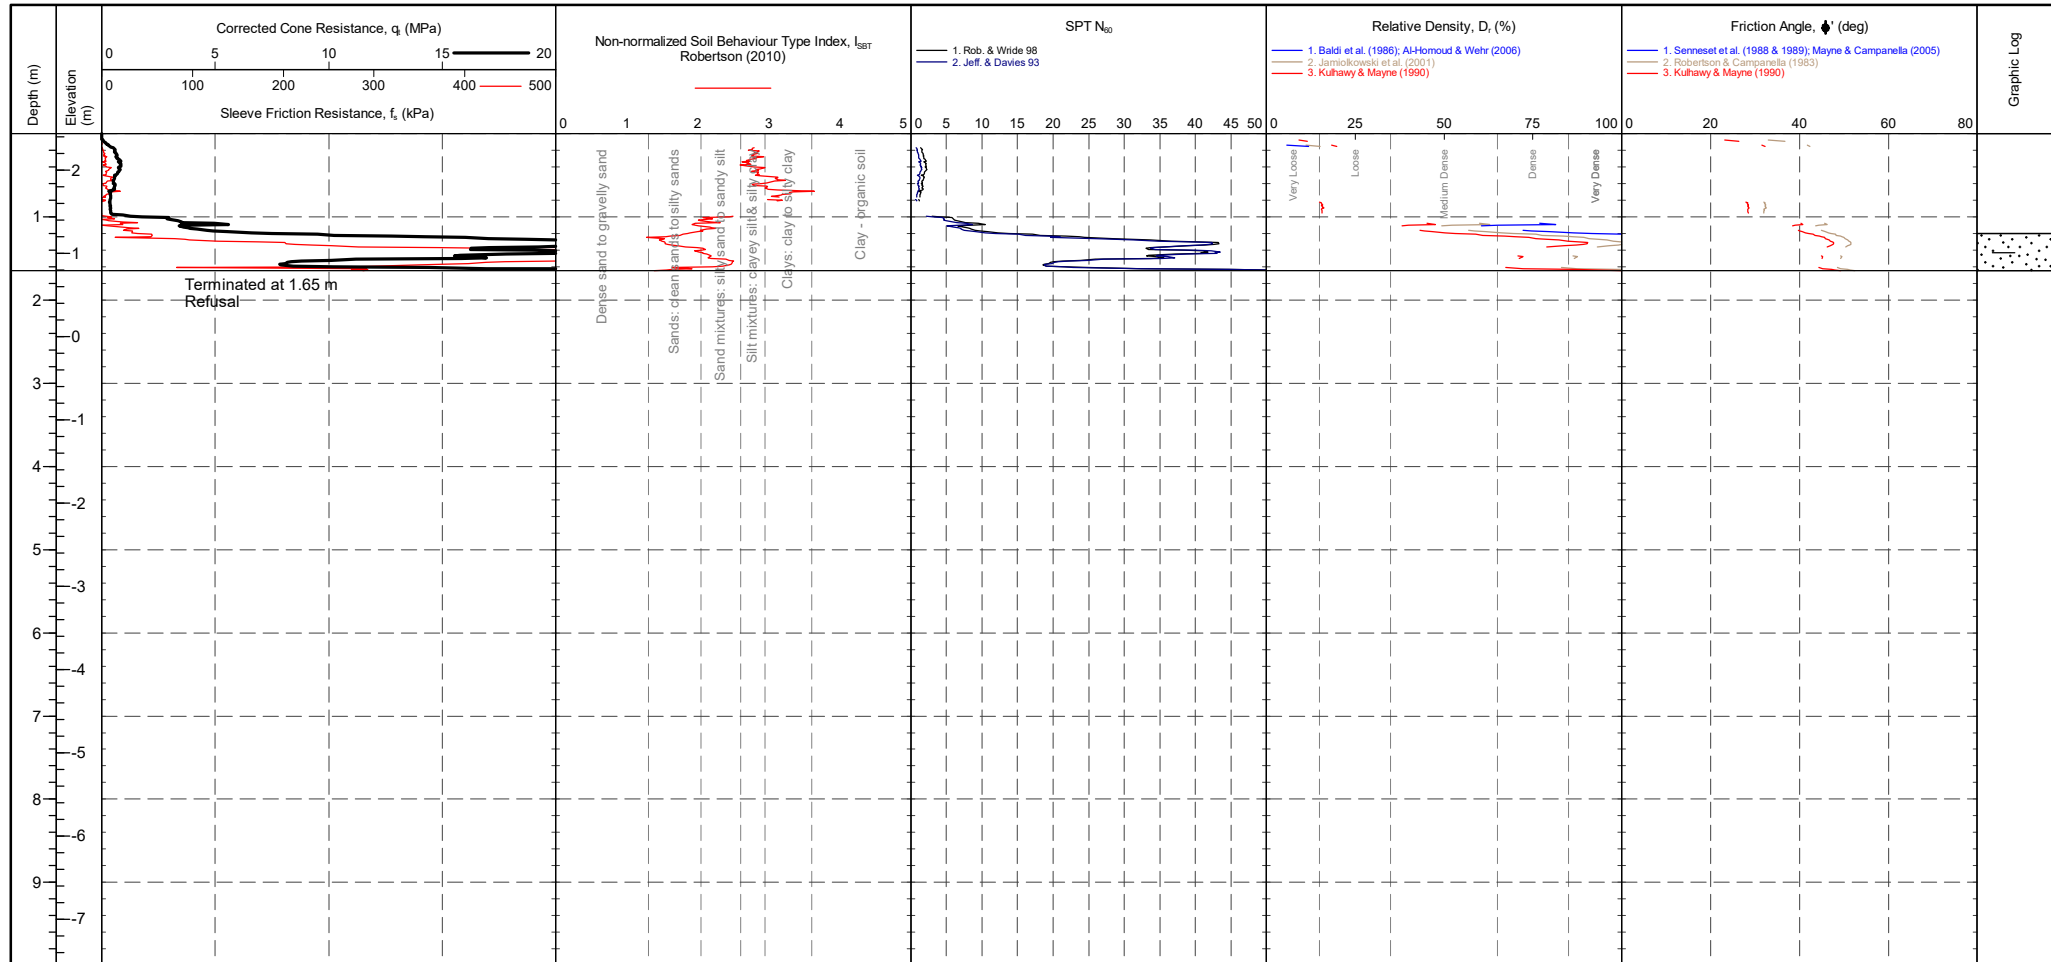 Depth (m)
Elevation
(m)
Corrected Cone Resistance, qt (MPa)
0 5 10 15 20
0 100 200 300 400 500
Sleeve Friction Resistance, fs (kPa)
Non-normalized Soil Behaviour Type Index, ISBT
Robertson (2010)
0 1 2 3 4 5
SPT N60
1. Rob. & Wride 98
2. Jeff. & Davies 93
0 5 10 15 20 25 30 35 40 45 50
Relative Density, Dr (%)
1. Baldi et al. (1986); Al-Homoud & Wehr (2006)
2. Jamiolkowski et al. (2001)
3. Kulhawy & Mayne (1990)
0 25 50 75 100
Friction Angle, ϕ' (deg)
1. Senneset et al. (1988 & 1989); Mayne & Campanella (2005)
2. Robertson & Campanella (1983)
3. Kulhawy & Mayne (1990)
0 20 40 60 80
Graphic Log
Dense sand to gravelly sand
Sands: clean sands to silty sands
Sand mixtures: silty sand to sandy silt
Silt mixtures: clayey silt & silty clay
Clays: clay to silty clay
Clay - organic soil
Very Loose
Loose
Medium Dense
Dense
Very Dense
2
1
1
Terminated at 1.65 m
Refusal
2
0
3
-1
4
-2
5
-3
6
-4
7
-5
8
-6
9
-7